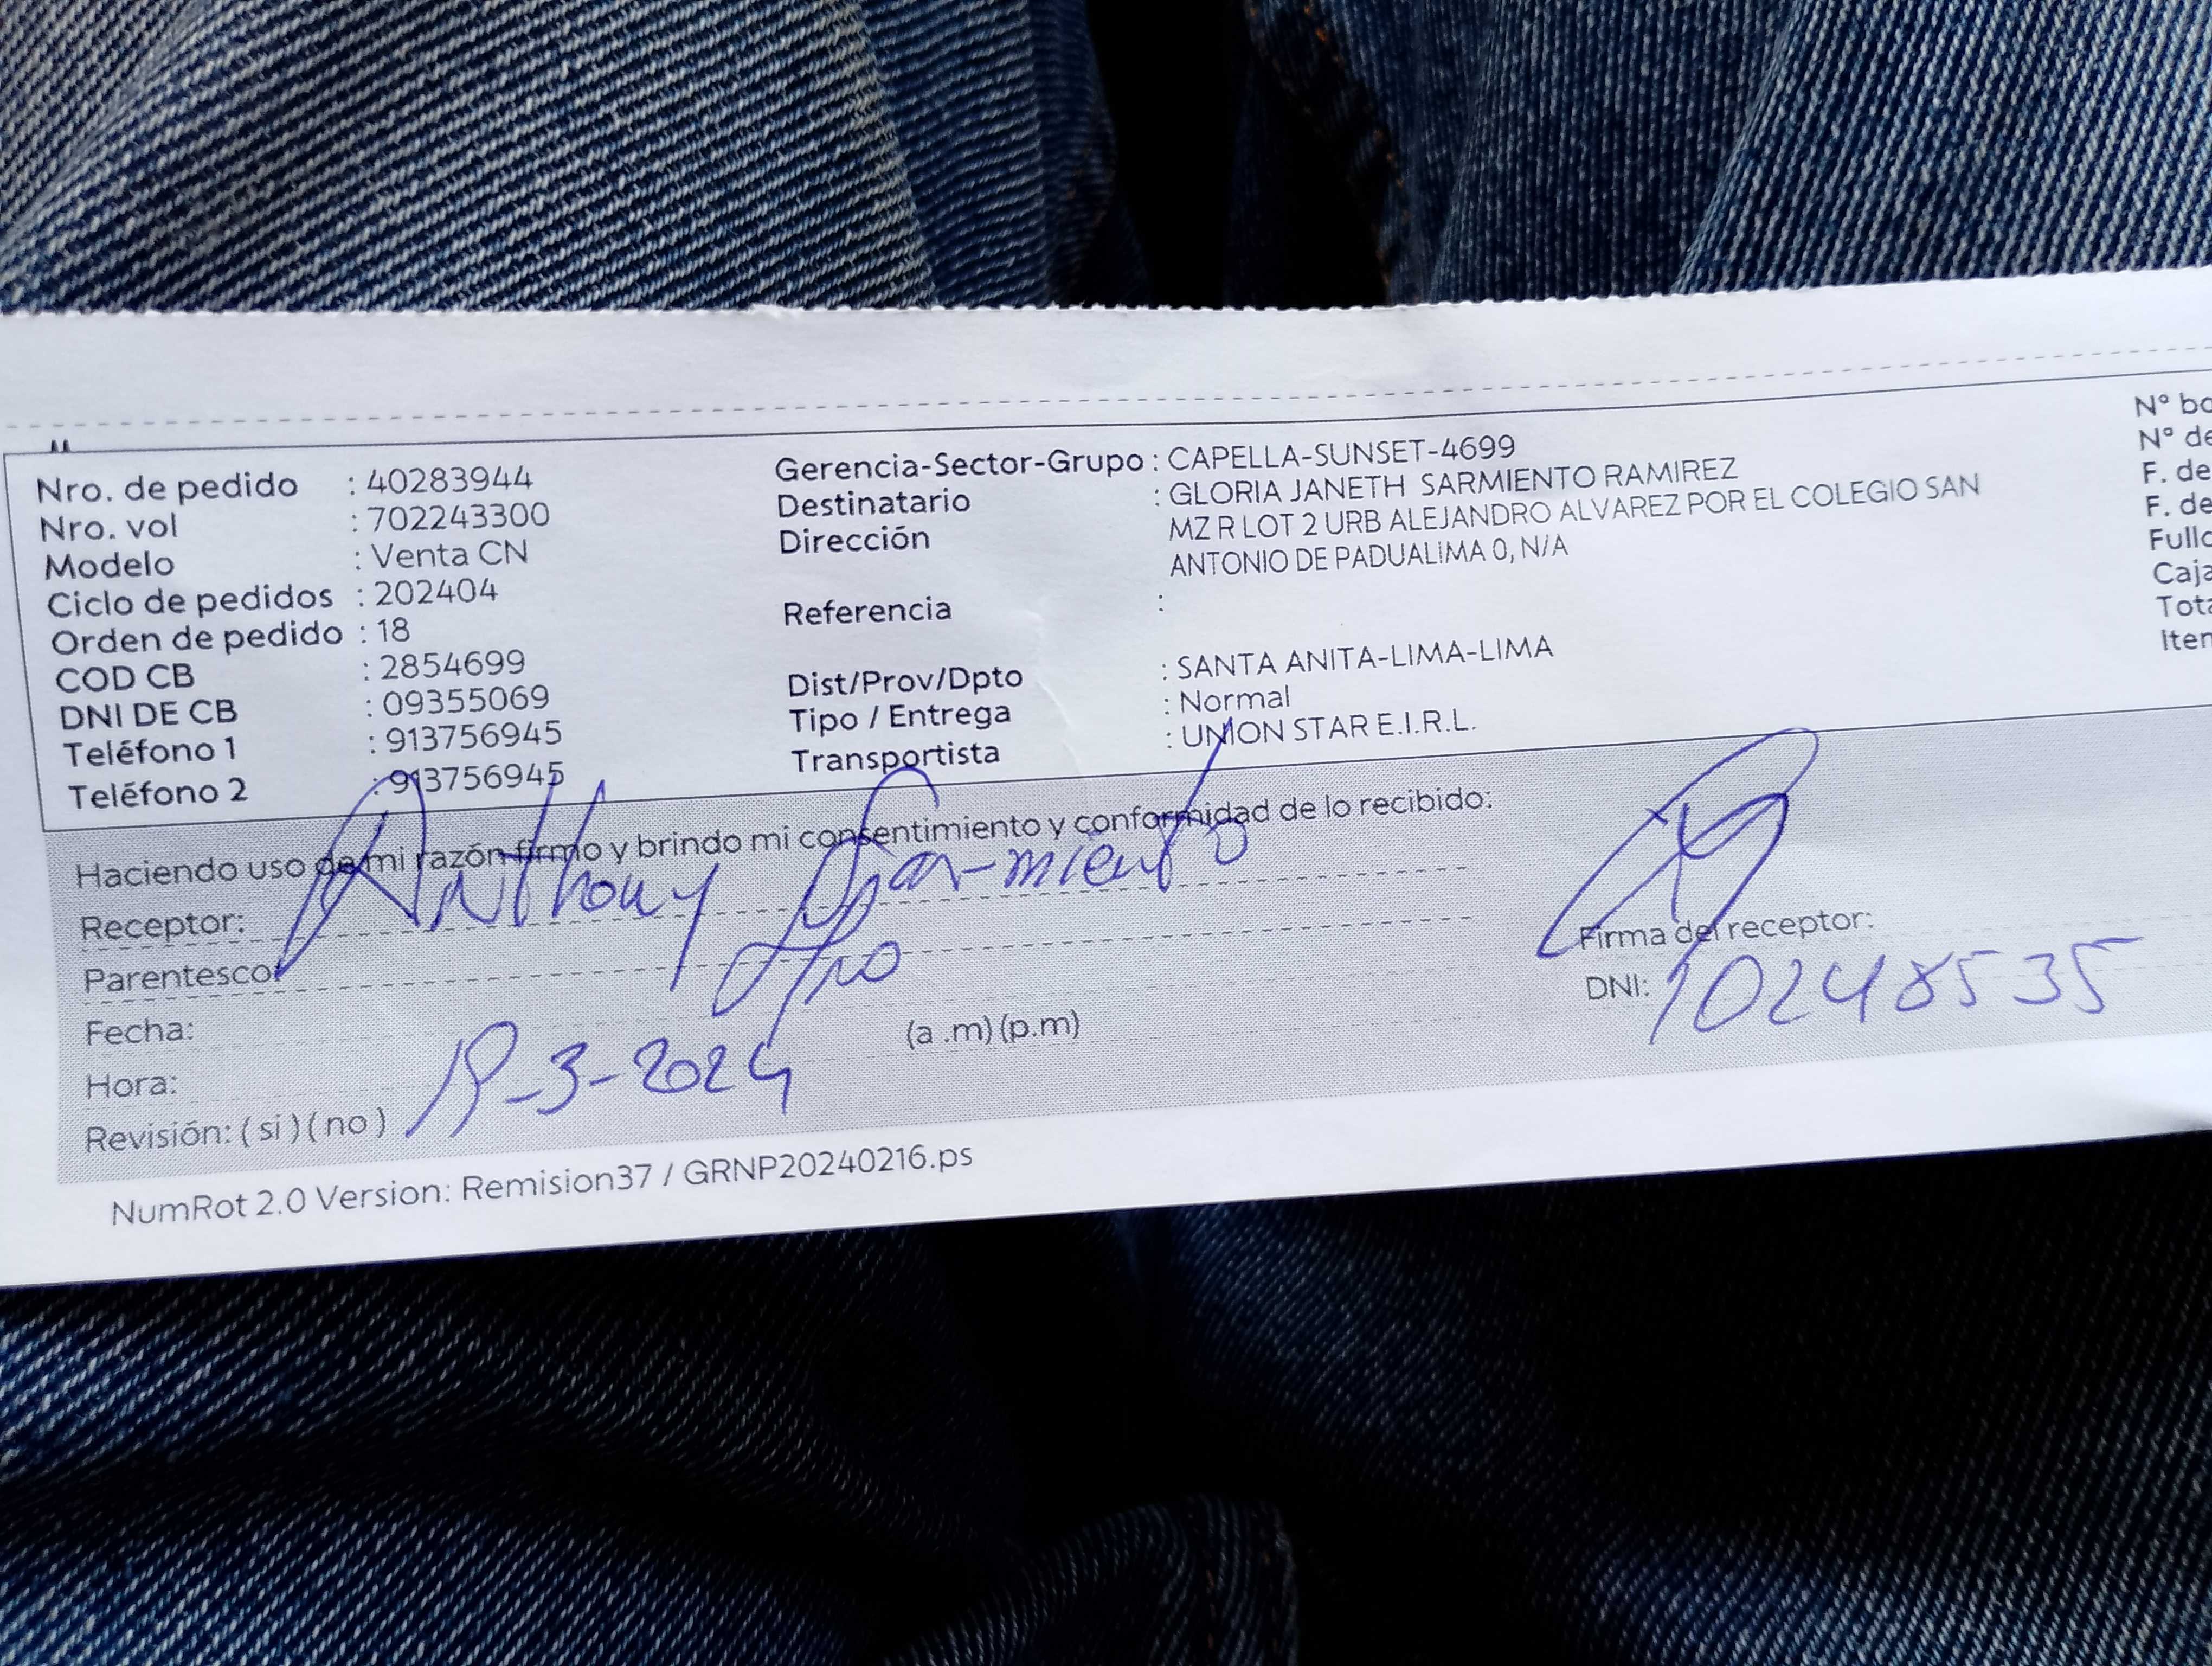 Nro. de pedido : 40283944
Nro. vol : 702243300
Modelo : Venta CN
Ciclo de pedidos : 202404
Orden de pedido : 18
COD CB : 2854699
DNI DE CB : 09355069
Teléfono 1 : 913756945
Teléfono 2 : 913756945
Gerencia-Sector-Grupo : CAPELLA-SUNSET-4699
Destinatario : GLORIA JANETH SARMIENTO RAMIREZ
Dirección MZ R LOT 2 URB ALEJANDRO ALVAREZ POR EL COLEGIO SAN
ANTONIO DE PADUALIMA 0, N/A
Referencia :
Dist/Prov/Dpto : SANTA ANITA-LIMA-LIMA
Tipo / Entrega : Normal
Transportista : UNION STAR E.I.R.L.
N° bo
N° de
F. de
F. de
Fullc
Caja
Tota
Iten
Haciendo uso de mi razón firmo y brindo mi consentimiento y conformidad de lo recibido:
Receptor: Anthony Sarmiento
Parentesco:
Fecha:
Hora: (a .m) (p.m)
Revisión: ( si ) ( no ) -3-2024
Firma del receptor:
DNI:
NumRot 2.0 Version: Remision37 / GRNP20240216.ps